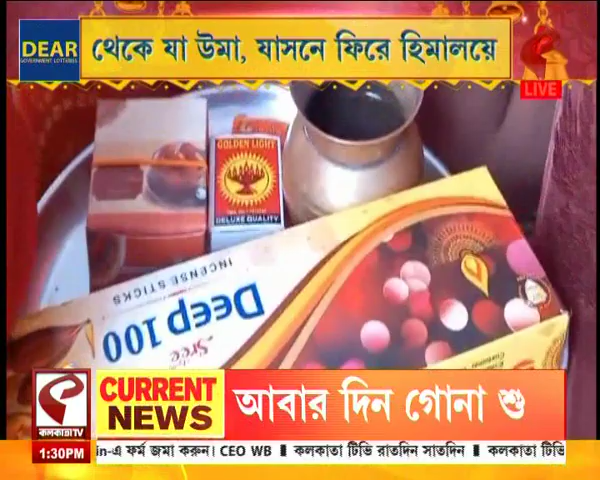 DEAR
GOVERNMENT LOTTERIES
থেকে যা উমা, যাসনে ফিরে হিমালয়ে
LIVE
GOLDEN LIGHT
DELUXE QUALITY
INCENSE STICKS
Sree
Deep 100
CURRENT NEWS
আবার দিন গোনা শু
কলকাতা TV
1:30PM
in-এ ফর্ম জমা করুন। CEO WB ▮ কলকাতা টিভি রাতদিন সাতদিন ▮ কলকাতা টিভি